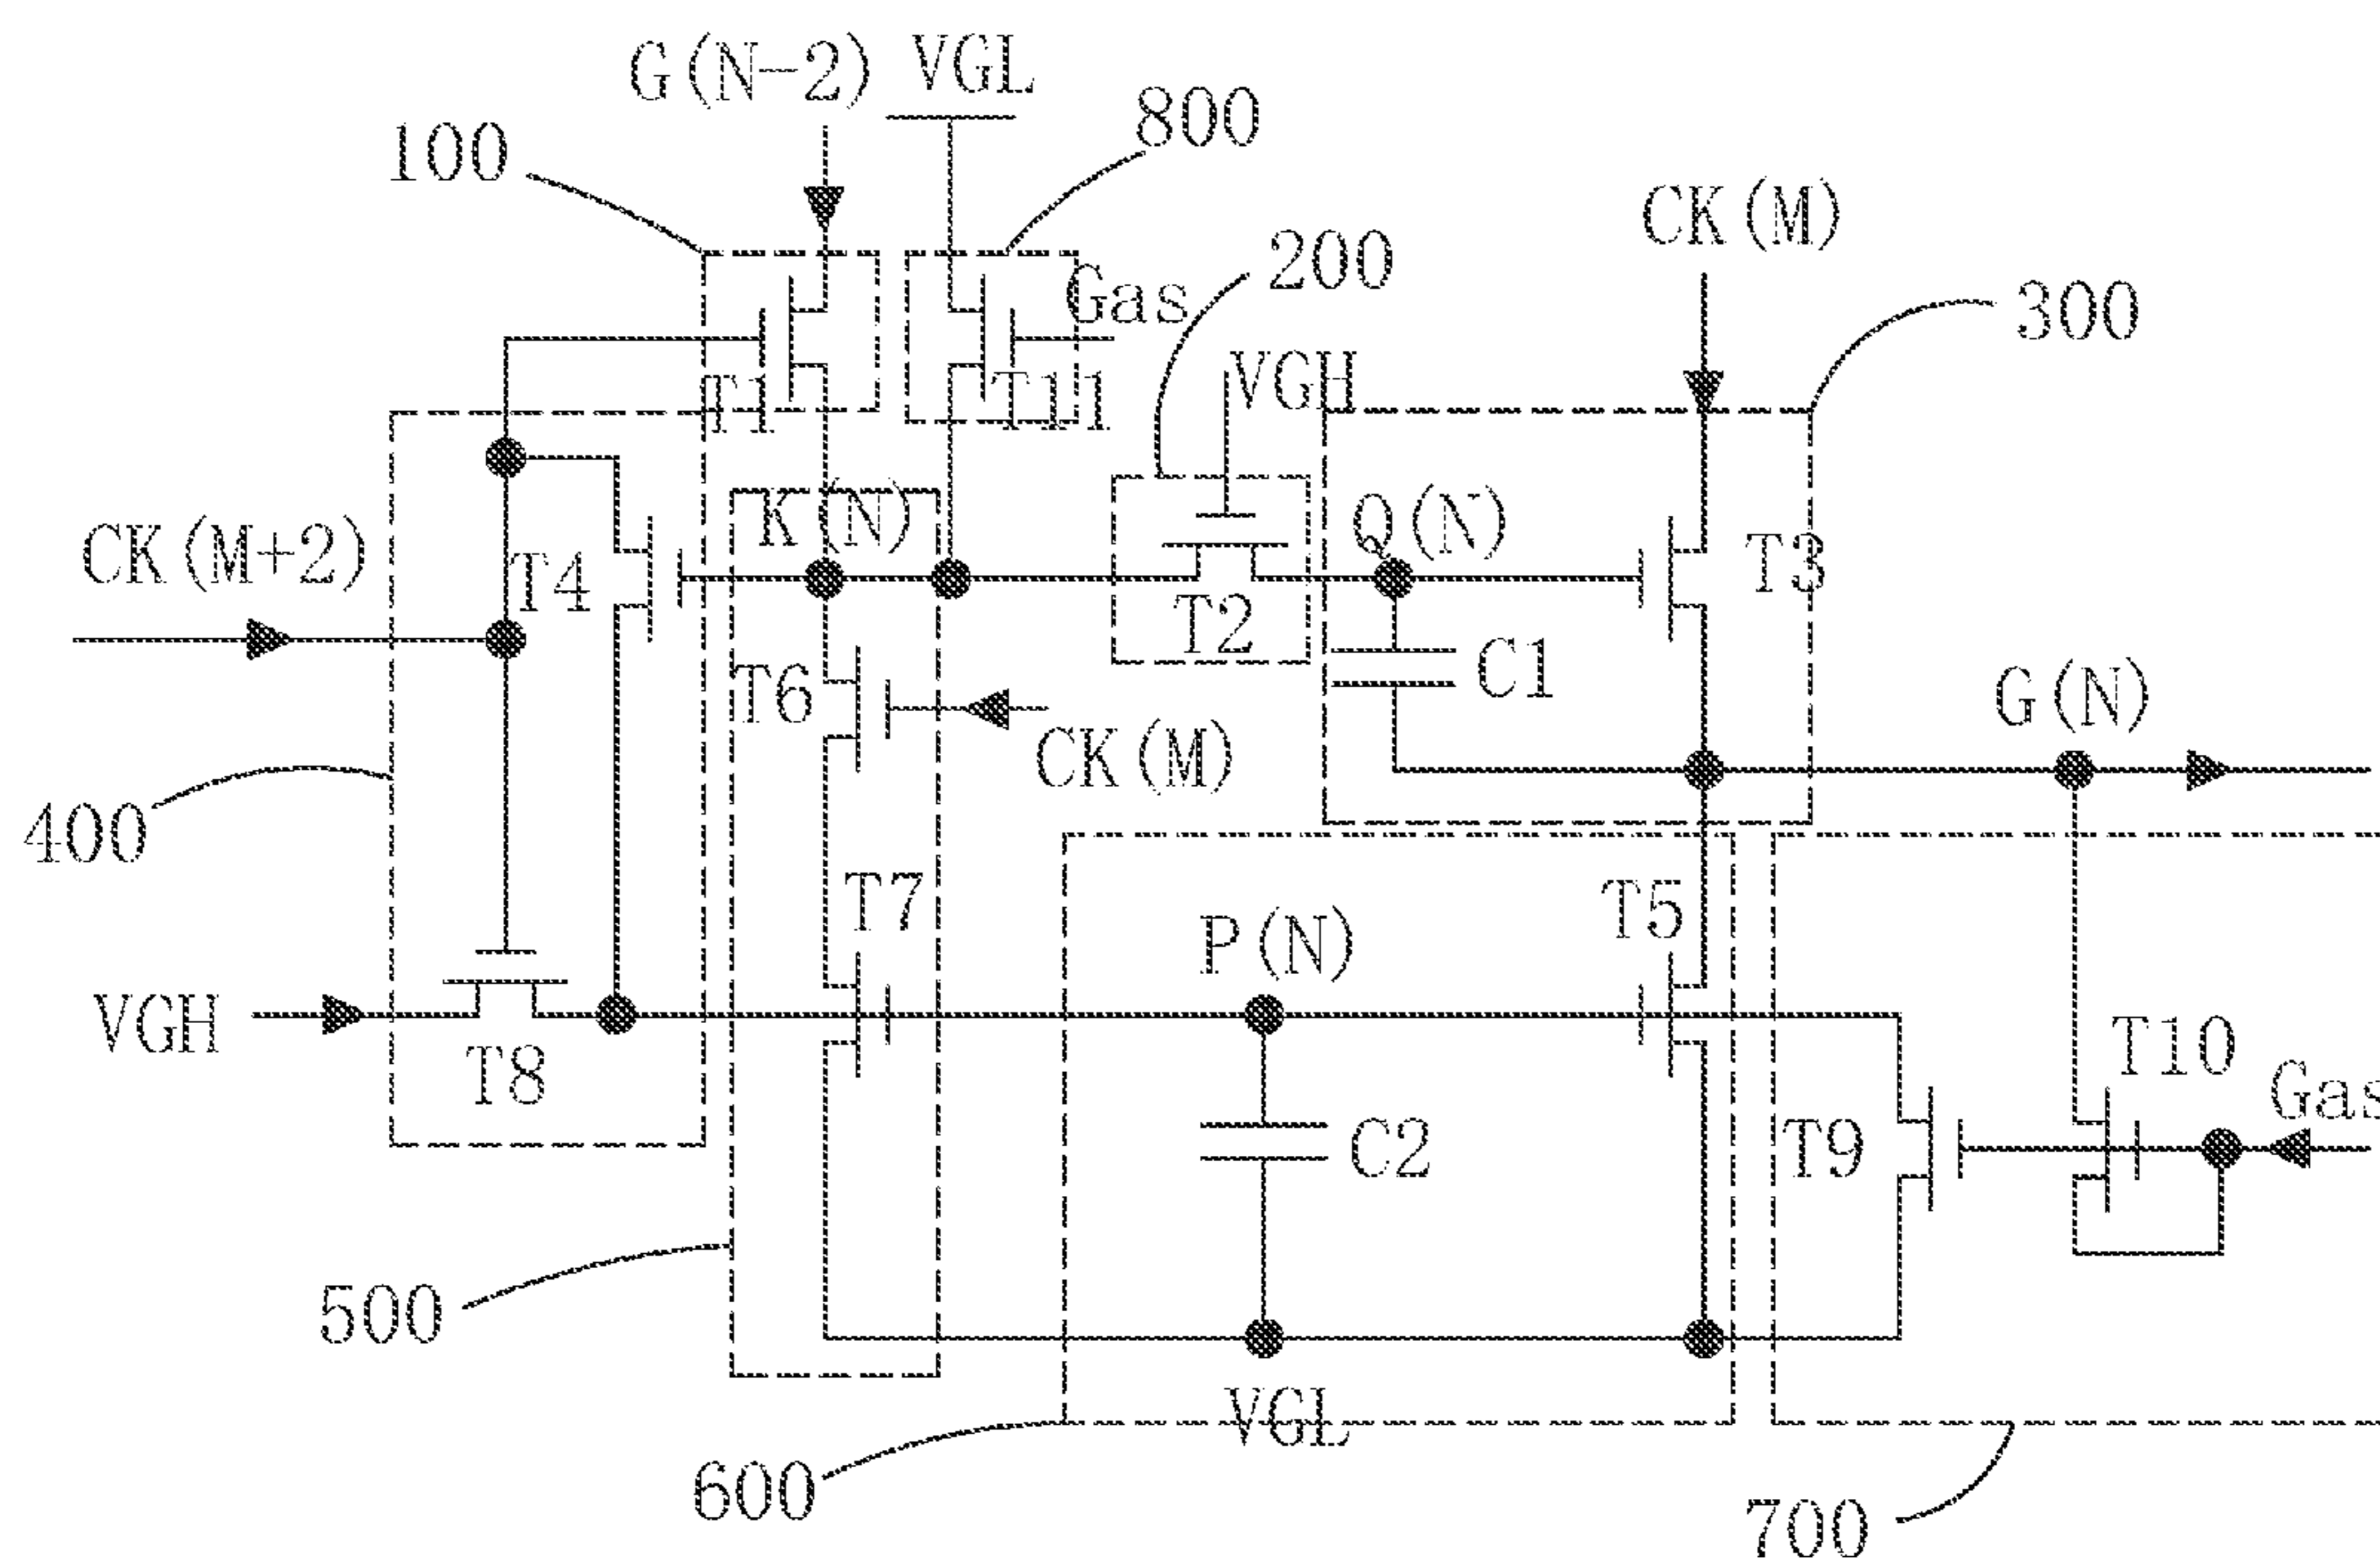 G(N-2)
VGL
800
100
CK(M)
200
300
Gas
VGH
T1
T11
K(N)
Q(N)
CK(M+2)
T4
T3
T2
T6
C1
G(N)
CK(M)
400
T7
T5
P(N)
VGH
T10
T8
Gas
C2
T9
500
VGL
600
700